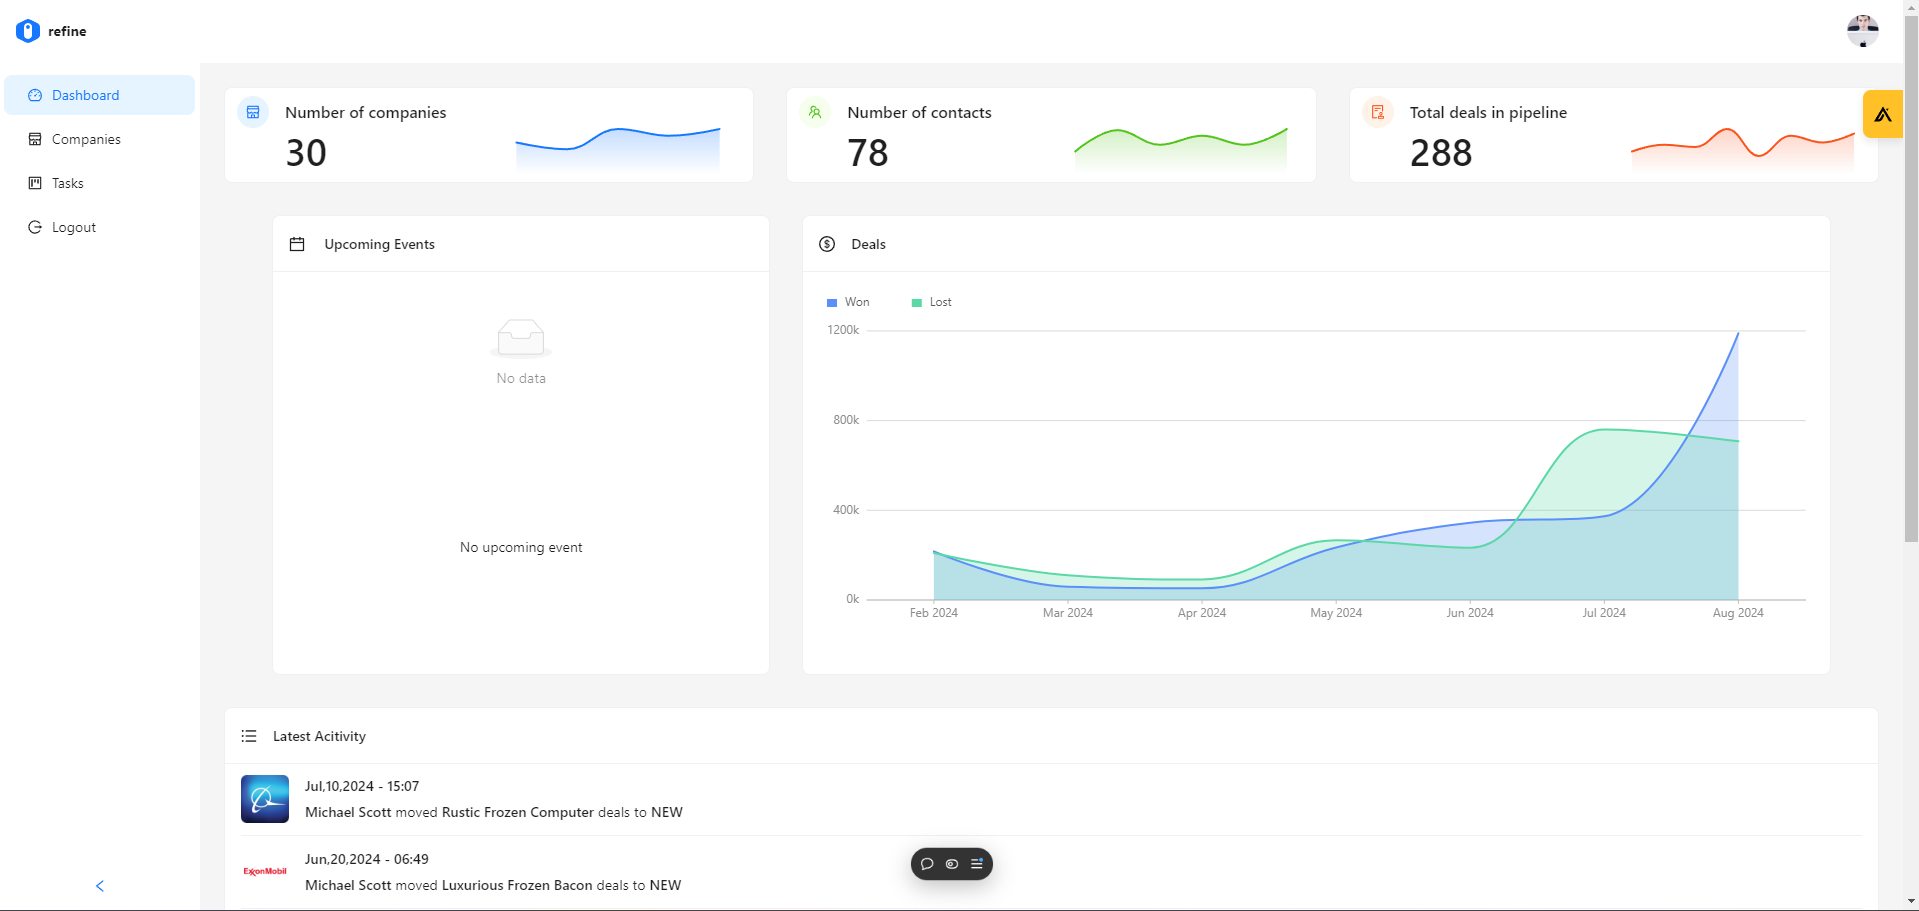 refine
Dashboard
Companies
Tasks
Logout
Number of companies
30
Number of contacts
78
Total deals in pipeline
288
Upcoming Events
No data
No upcoming event
Deals
Won Lost
1200k
800k
400k
0k
Feb 2024 Mar 2024 Apr 2024 May 2024 Jun 2024 Jul 2024 Aug 2024
Latest Acitivity
Jul,10,2024 - 15:07
Michael Scott moved Rustic Frozen Computer deals to NEW
ExxonMobil
Jun,20,2024 - 06:49
Michael Scott moved Luxurious Frozen Bacon deals to NEW